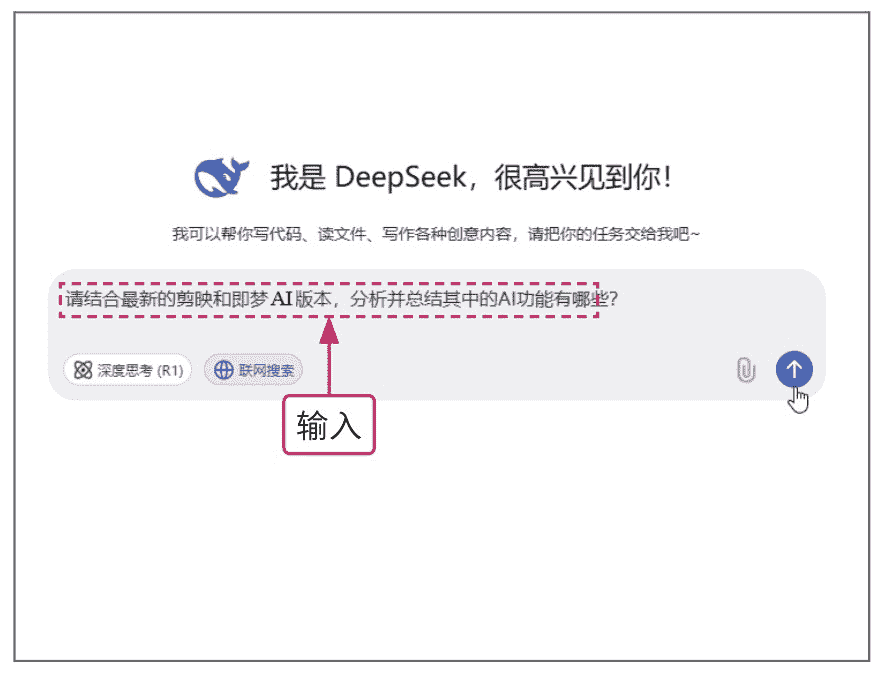 我是 DeepSeek，很高兴见到你！
我可以帮你写代码、读文件、写作各种创意内容，请把你的任务交给我吧~
请结合最新的剪映和即梦AI版本，分析并总结其中的AI功能有哪些？
深度思考 (R1) 联网搜索
输入